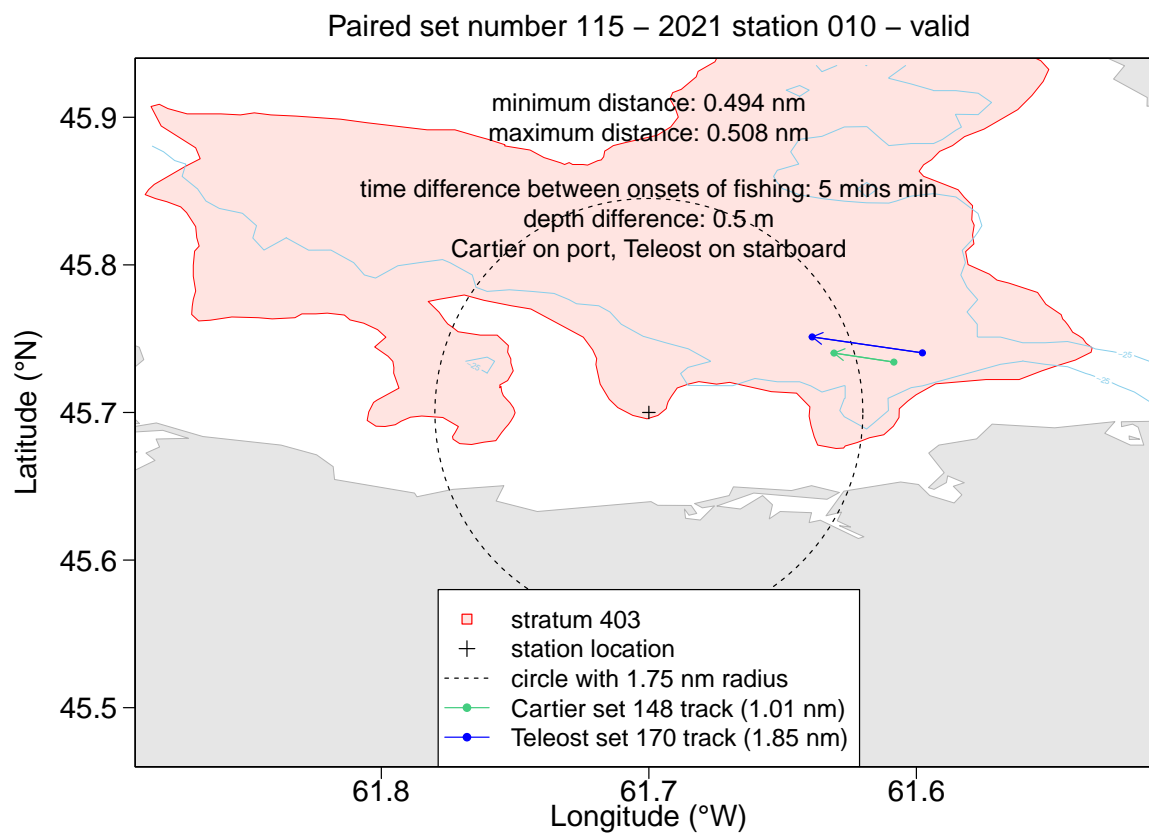 Paired set number 115 – 2021 station 010 – valid
minimum distance: 0.494 nm
maximum distance: 0.508 nm
time difference between onsets of fishing: 5 mins min
depth difference: 0.5 m
Cartier on port, Teleost on starboard
45.9
45.8
45.7
45.6
45.5
Latitude (°N)
−25
−25
−25
stratum 403
station location
circle with 1.75 nm radius
Cartier set 148 track (1.01 nm)
Teleost set 170 track (1.85 nm)
61.8
61.7
61.6
Longitude (°W)